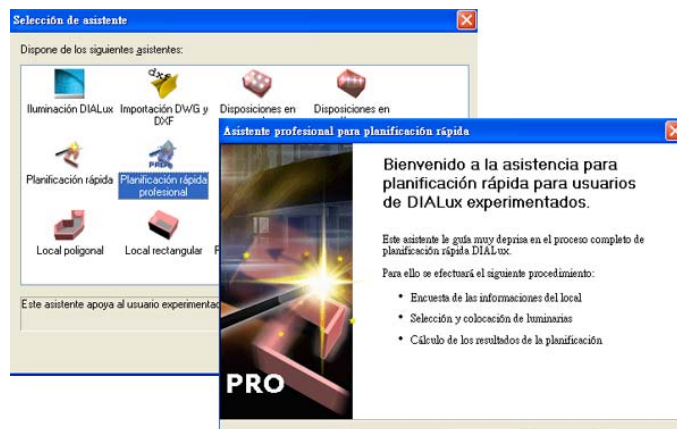 Selección de asistente
Dispone de los siguientes asistentes:
dxf
Iluminación DIALux
Importación DWG y
DXF
Disposiciones en
Disposiciones en
Planificación rápida
PRO
Planificación rápida
profesional
Local poligonal
Local rectangular
Este asistente apoya al usuario experimentad
Asistente profesional para planificación rápida
Bienvenido a la asistencia para
planificación rápida para usuarios
de DIALux experimentados.
Este asistente le guía muy deprisa en el proceso completo de
planificación rápida DIALux.
Para ello se efectuará el siguiente procedimiento:
• Encuesta de las informaciones del local
• Selección y colocación de luminarias
• Cálculo de los resultados de la planificación
PRO